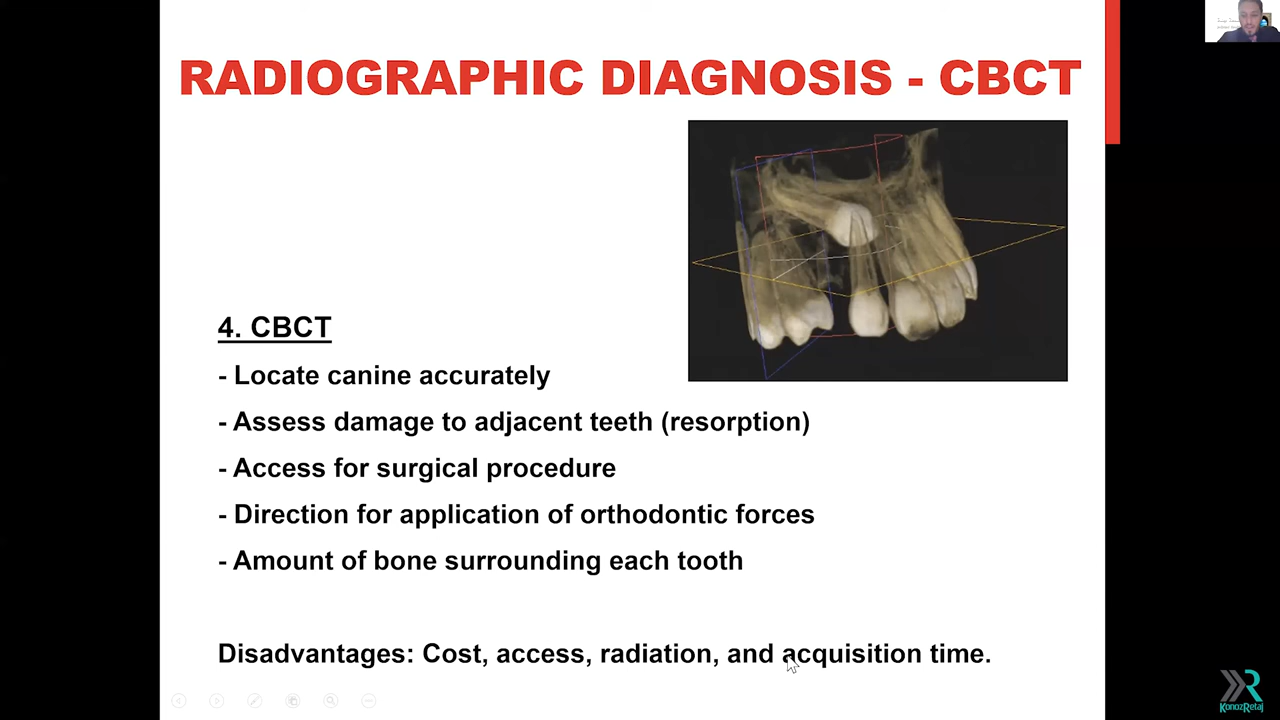 RADIOGRAPHIC DIAGNOSIS - CBCT
4. CBCT
- Locate canine accurately
- Assess damage to adjacent teeth (resorption)
- Access for surgical procedure
- Direction for application of orthodontic forces
- Amount of bone surrounding each tooth
Disadvantages: Cost, access, radiation, and acquisition time.
KonozRetaj